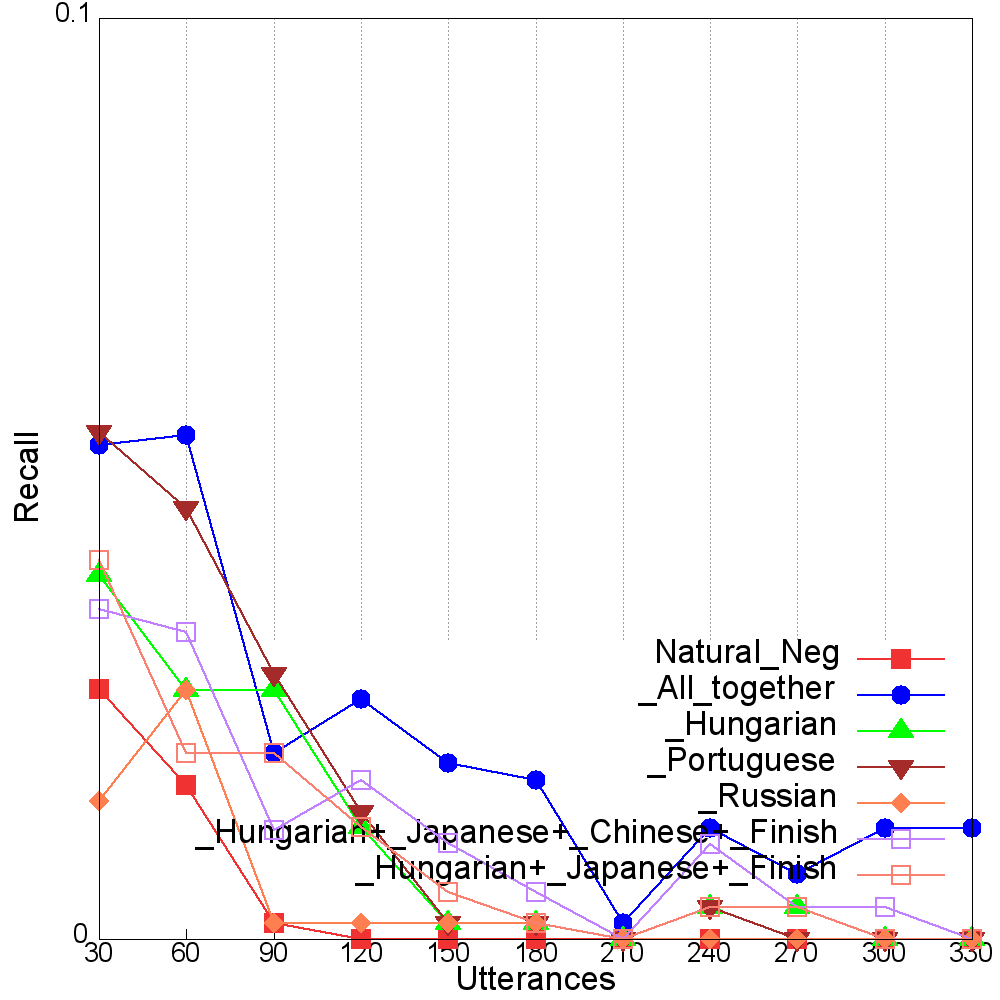 0.1
Recall
Natural_Neg
_All_together
_Hungarian
_Portuguese
_Russian
_Hungarian+_Japanese+_Chinese+_Finish
_Hungarian+_Japanese+_Finish
0
30 60 90 120 150 180 210 240 270 300 330
Utterances